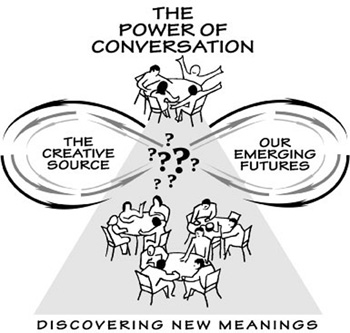 THE
POWER OF
CONVERSATION
THE
CREATIVE
SOURCE
? ? ? ? ? ? ? ?
OUR
EMERGING
FUTURES
DISCOVERING NEW MEANINGS